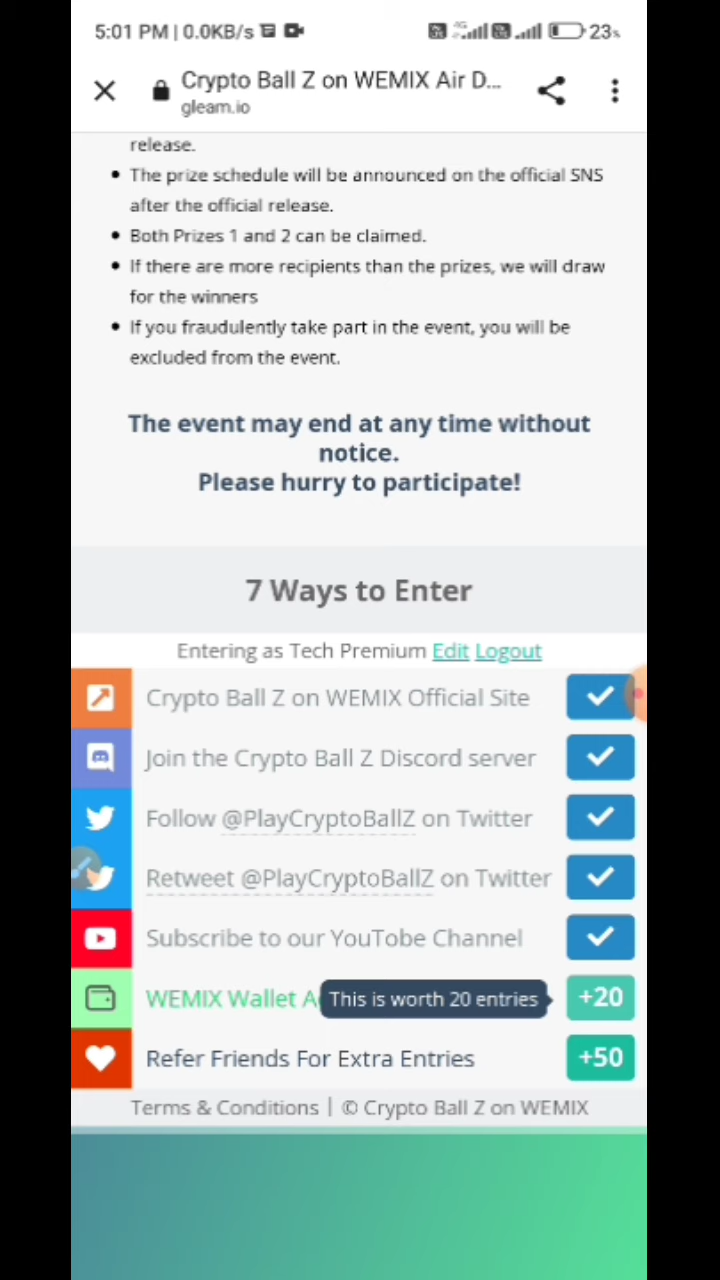 5:01 PM | 0.0KB/s
4G
23%
Crypto Ball Z on WEMIX Air D...
gleam.io
release.
The prize schedule will be announced on the official SNS
after the official release.
Both Prizes 1 and 2 can be claimed.
If there are more recipients than the prizes, we will draw
for the winners
If you fraudulently take part in the event, you will be
excluded from the event.
The event may end at any time without
notice.
Please hurry to participate!
7 Ways to Enter
Entering as Tech Premium Edit Logout
Crypto Ball Z on WEMIX Official Site
Join the Crypto Ball Z Discord server
Follow @PlayCryptoBallZ on Twitter
Retweet @PlayCryptoBallZ on Twitter
Subscribe to our YouTobe Channel
WEMIX Wallet A This is worth 20 entries +20
Refer Friends For Extra Entries +50
Terms & Conditions | © Crypto Ball Z on WEMIX